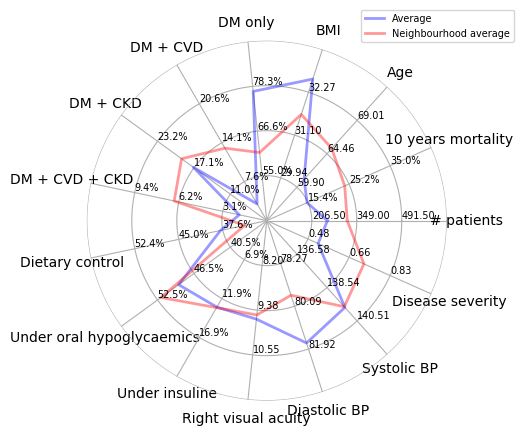 Average
Neighbourhood average
DM only
BMI
DM + CVD
Age
DM + CKD
10 years mortality
DM + CVD + CKD
# patients
Dietary control
Disease severity
Under oral hypoglycaemics
Systolic BP
Under insuline
Diastolic BP
Right visual acuity
206.50 349.00 491.50
15.4% 25.2% 35.0%
59.90 64.46 69.01
29.94 31.10 32.27
55.0% 66.6% 78.3%
7.6% 14.1% 20.6%
11.0% 17.1% 23.2%
3.1% 6.2% 9.4%
37.6% 45.0% 52.4%
40.5% 46.5% 52.5%
6.9% 11.9% 16.9%
8.20 9.38 10.55
78.27 80.09 81.92
136.58 138.54 140.51
0.48 0.66 0.83